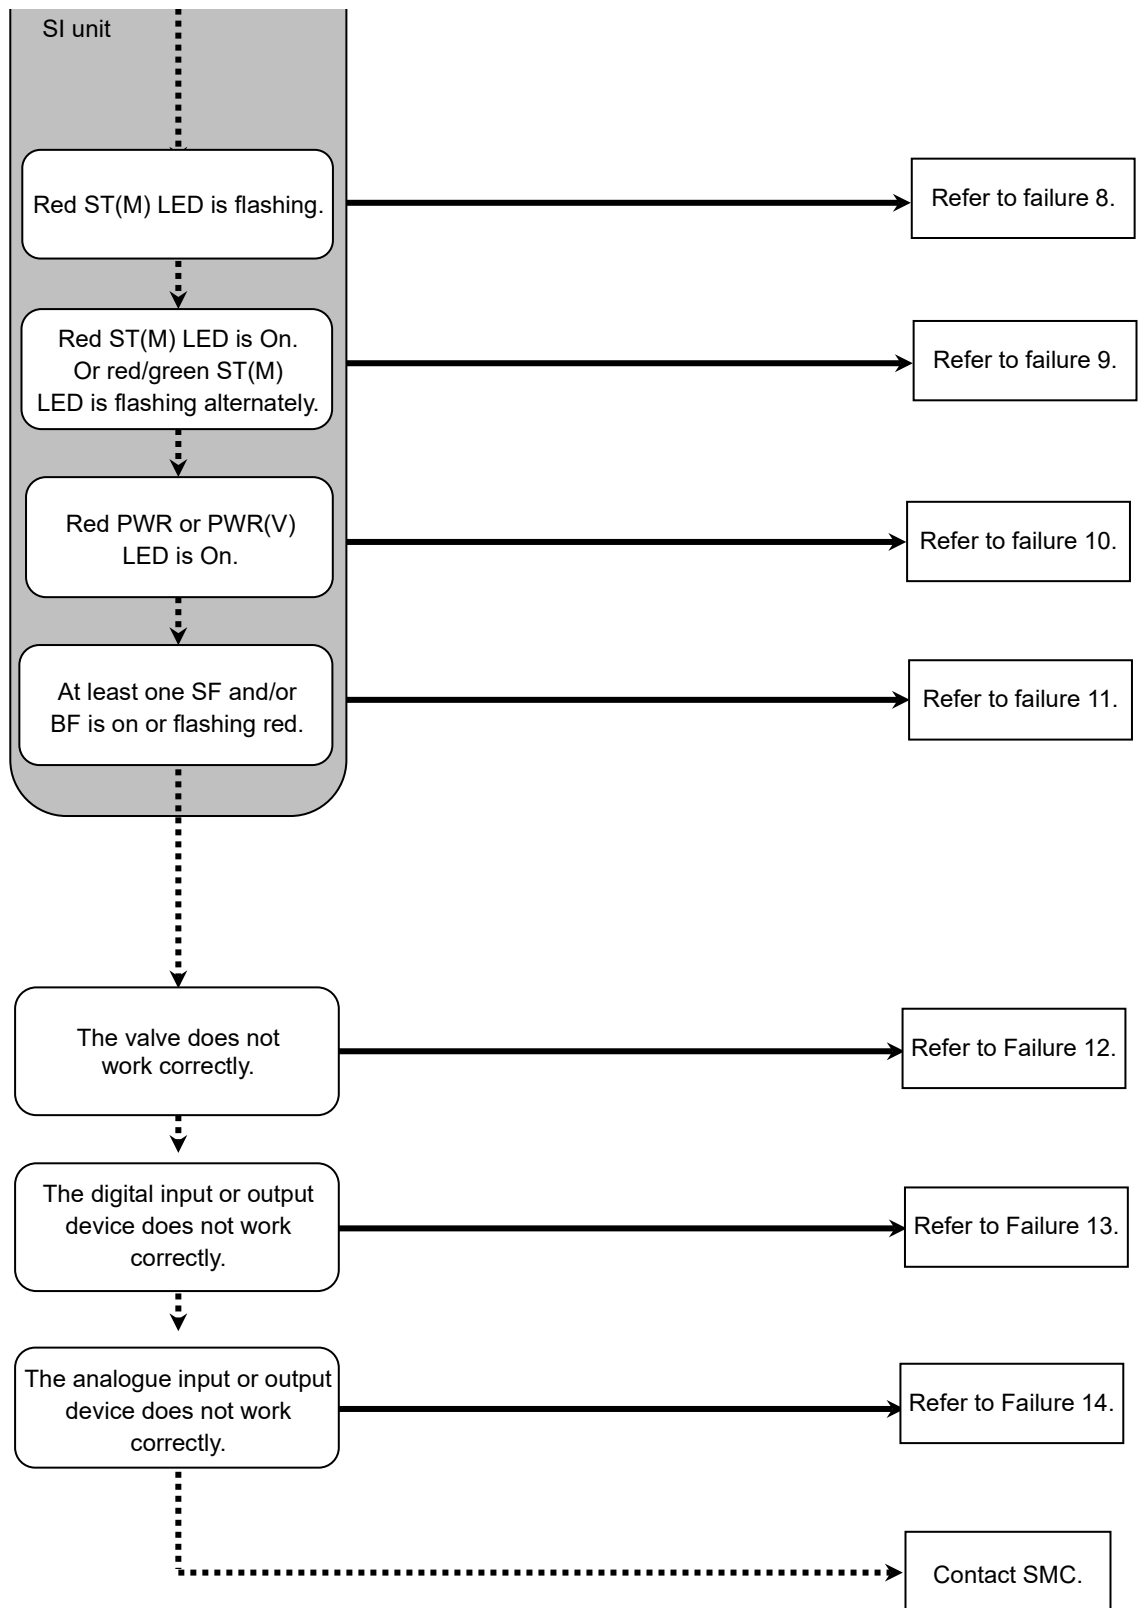 SI unit
Red ST(M) LED is flashing.
Refer to failure 8.
Red ST(M) LED is On.
Or red/green ST(M)
LED is flashing alternately.
Refer to failure 9.
Red PWR or PWR(V)
LED is On.
Refer to failure 10.
At least one SF and/or
BF is on or flashing red.
Refer to failure 11.
The valve does not
work correctly.
Refer to Failure 12.
The digital input or output
device does not work
correctly.
Refer to Failure 13.
The analogue input or output
device does not work
correctly.
Refer to Failure 14.
Contact SMC.